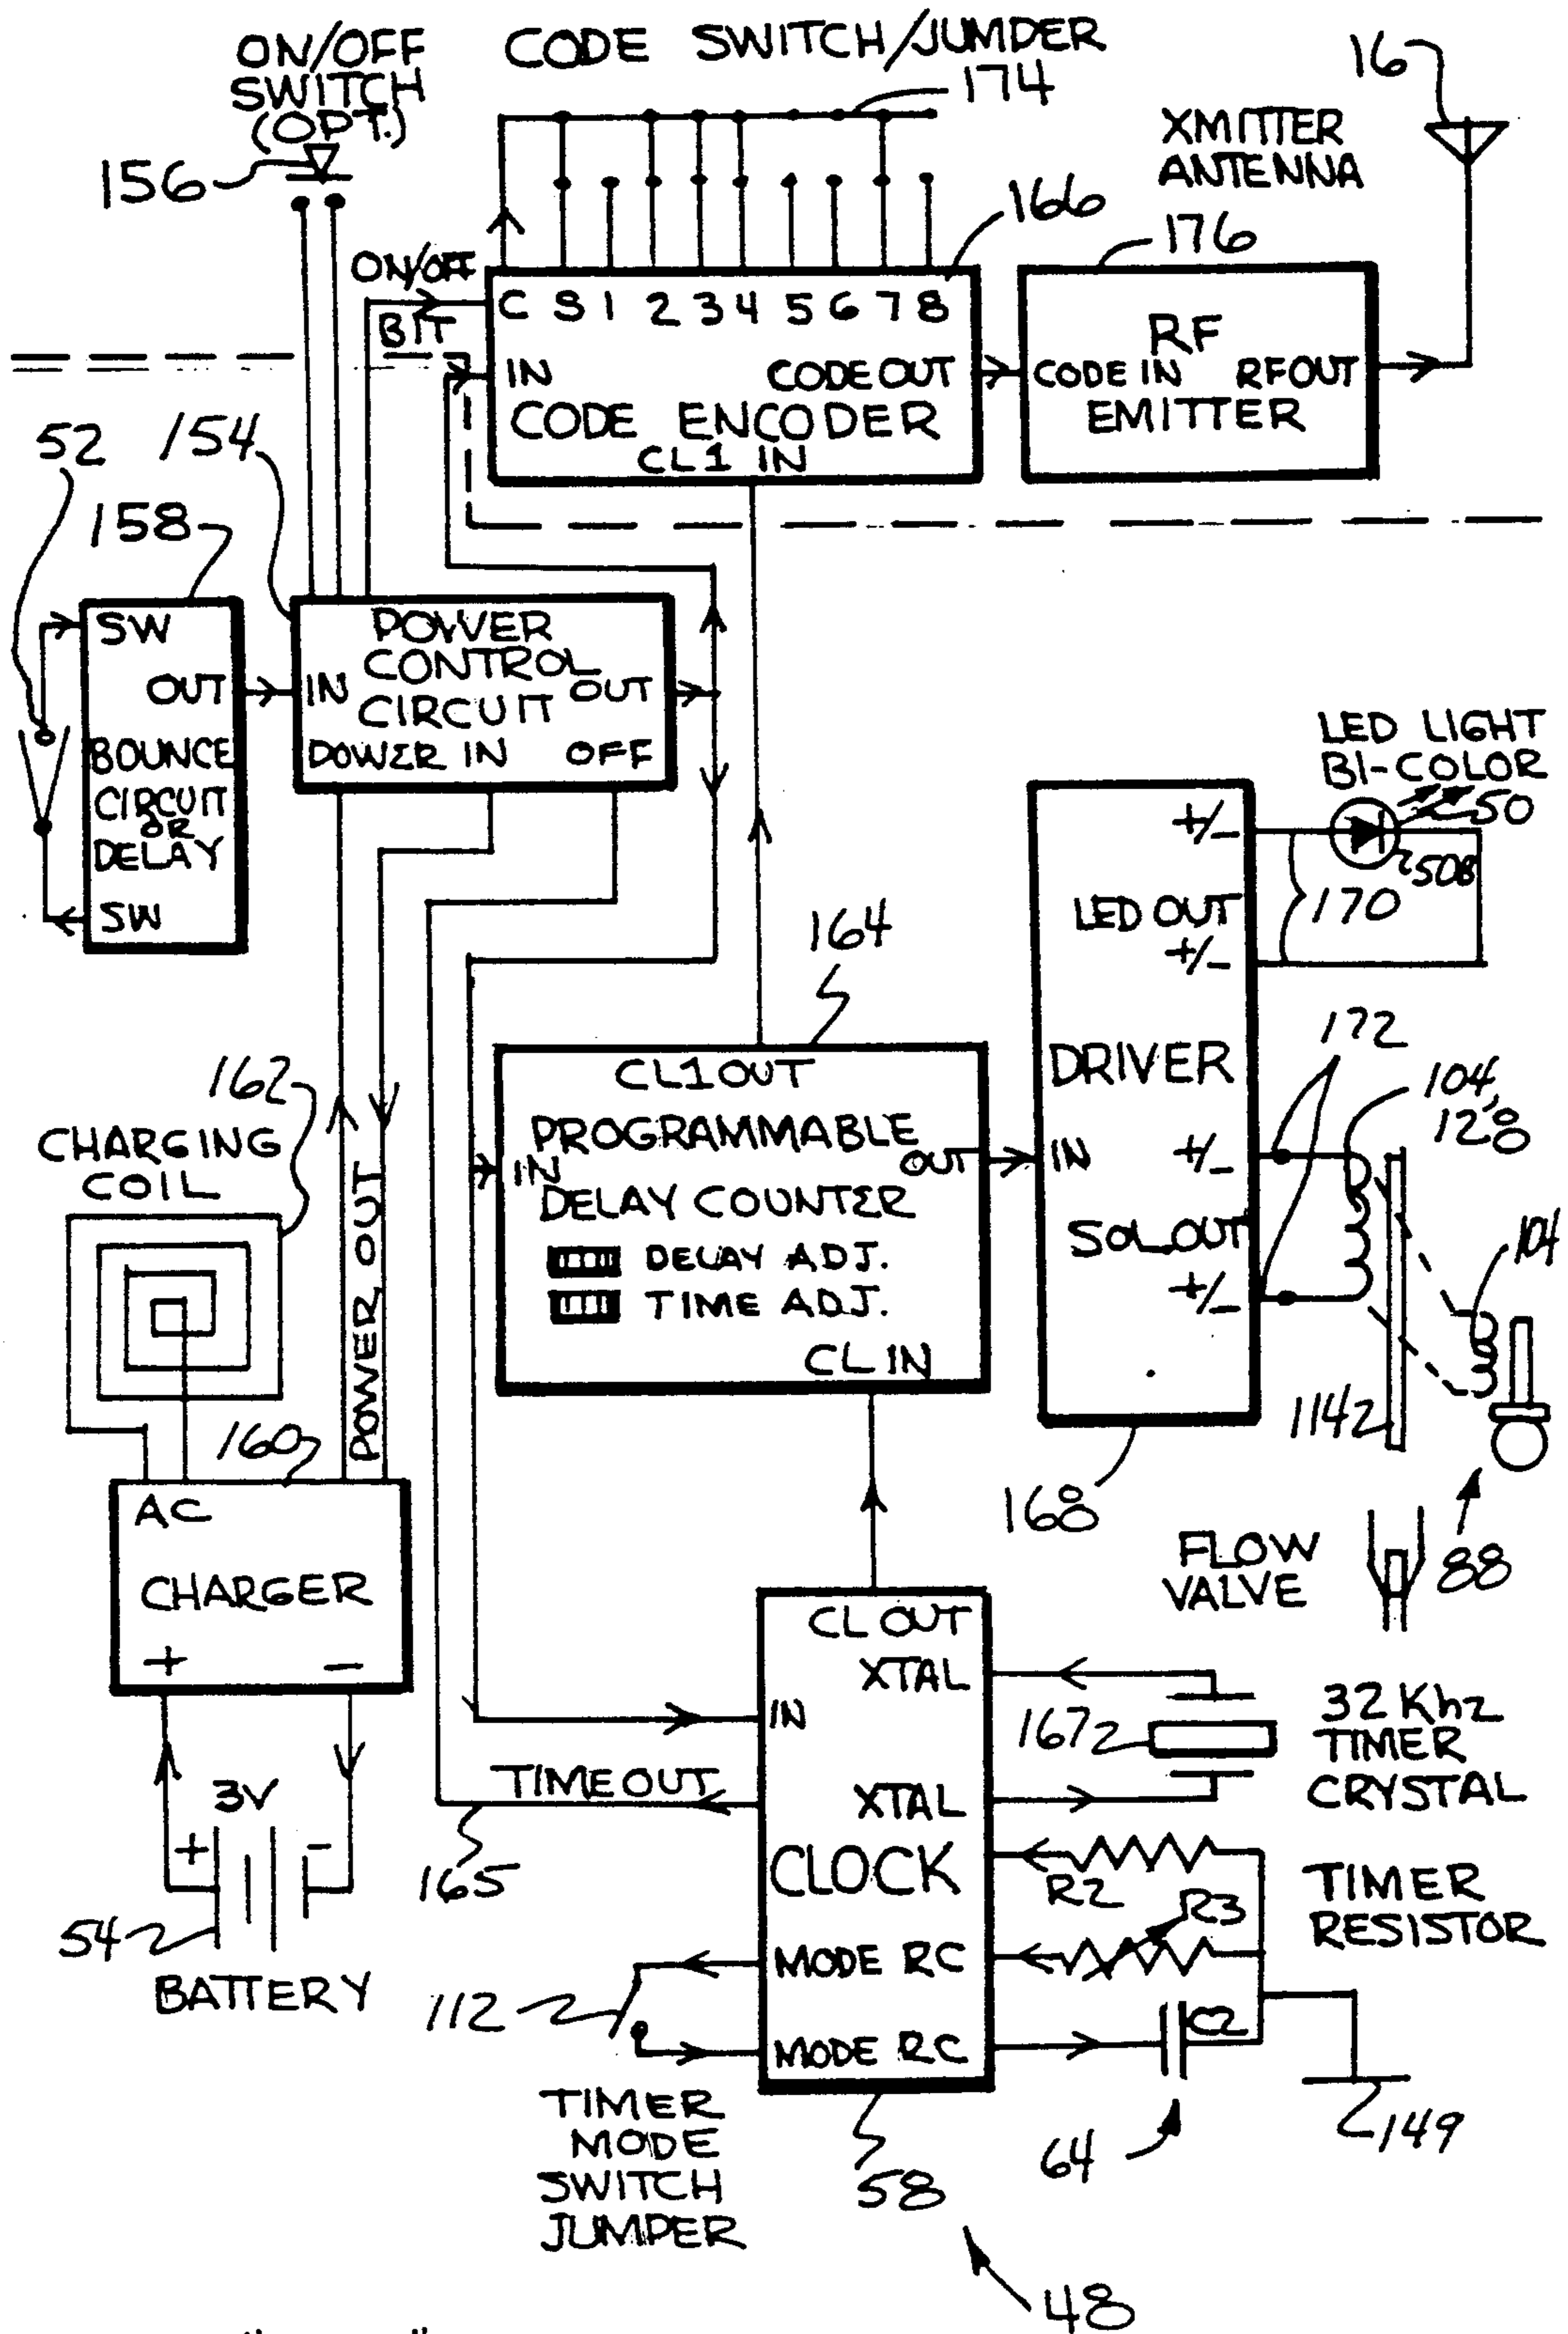 ON/OFF
SWITCH
(OPT.)
156
CODE SWITCH/JUMPER
174
16
XMITTER
ANTENNA
166
176
ON/OFF
BIT
C S 1 2 3 4 5 6 7 8
IN CODE OUT
CODE ENCODER
CL1 IN
RF
CODE IN RFOUT
EMITTER
52
154
158
SW
OUT
BOUNCE
CIRCUIT
OR
DELAY
SW
POWER
CONTROL
IN CIRCUIT OUT
POWER IN OFF
LED LIGHT
BI-COLOR
50
50B
170
+/-
LED OUT
+/-
DRIVER
IN +/-
SOL.OUT
+/-
172
104,
128
104
1142
168
88
FLOW
VALVE
164
CL1 OUT
PROGRAMMABLE
IN OUT
DELAY COUNTER
DELAY ADJ.
TIME ADJ.
CL IN
162
CHARGING
COIL
POWER OUT
160
AC
CHARGER
+ -
3V
+ -
54
BATTERY
CL OUT
XTAL
IN
XTAL
CLOCK
MODE RC
MODE RC
TIMEOUT
165
112
TIMER
MODE
SWITCH
JUMPER
167
32 Khz
TIMER
CRYSTAL
R2
R3
TIMER
RESISTOR
C2
64
149
58
48